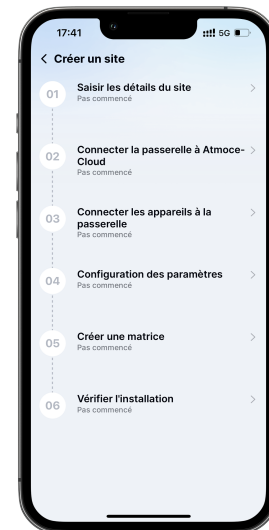 17:41
5G
Créer un site
01
Saisir les détails du site
Pas commencé
02
Connecter la passerelle à Atmoce-
Cloud
Pas commencé
03
Connecter les appareils à la
passerelle
Pas commencé
04
Configuration des paramètres
Pas commencé
05
Créer une matrice
Pas commencé
06
Vérifier l'installation
Pas commencé